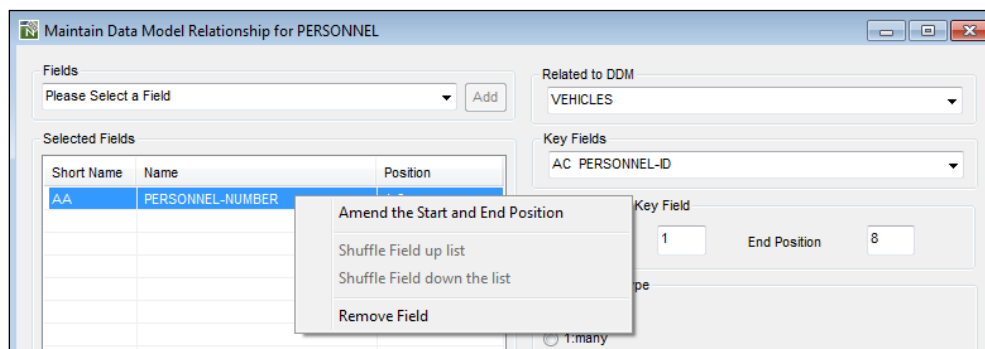 Maintain Data Model Relationship for PERSONNEL
Fields
Please Select a Field
Add
Selected Fields
Short Name Name Position
AA PERSONNEL-NUMBER
Amend the Start and End Position
Shuffle Field up list
Shuffle Field down the list
Remove Field
Related to DDM
VEHICLES
Key Fields
AC PERSONNEL-ID
Key Field
1 End Position 8
1:many